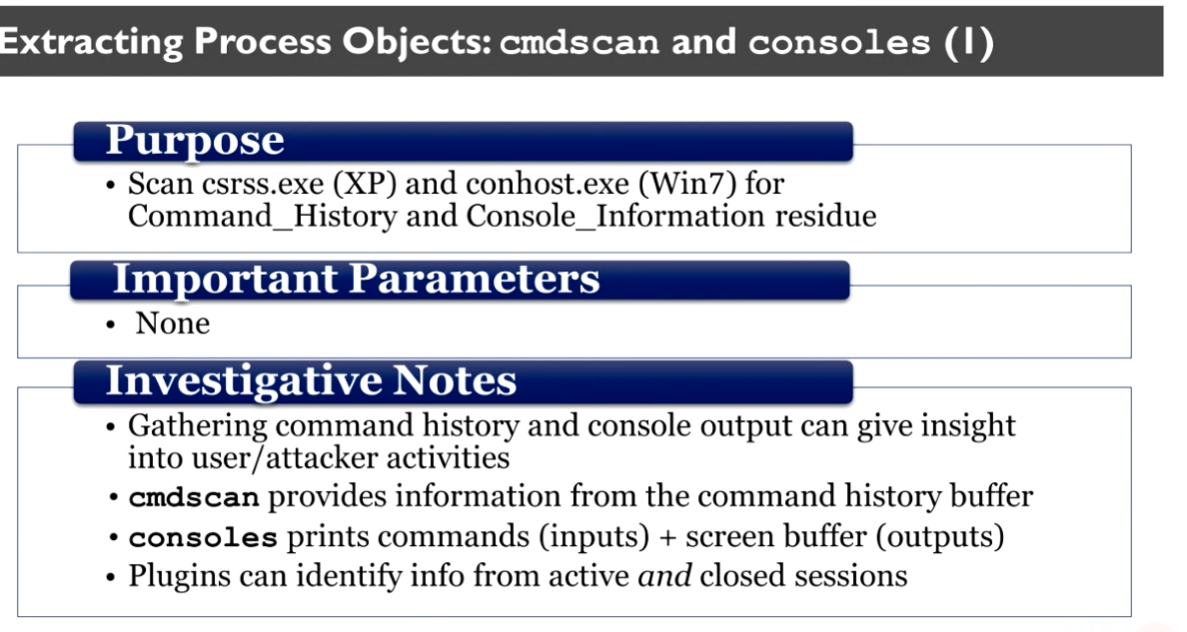 Extracting Process Objects: cmdscan and consoles (1)
Purpose
• Scan csrss.exe (XP) and conhost.exe (Win7) for
Command_History and Console_Information residue
Important Parameters
• None
Investigative Notes
• Gathering command history and console output can give insight
into user/attacker activities
• cmdscan provides information from the command history buffer
• consoles prints commands (inputs) + screen buffer (outputs)
• Plugins can identify info from active and closed sessions